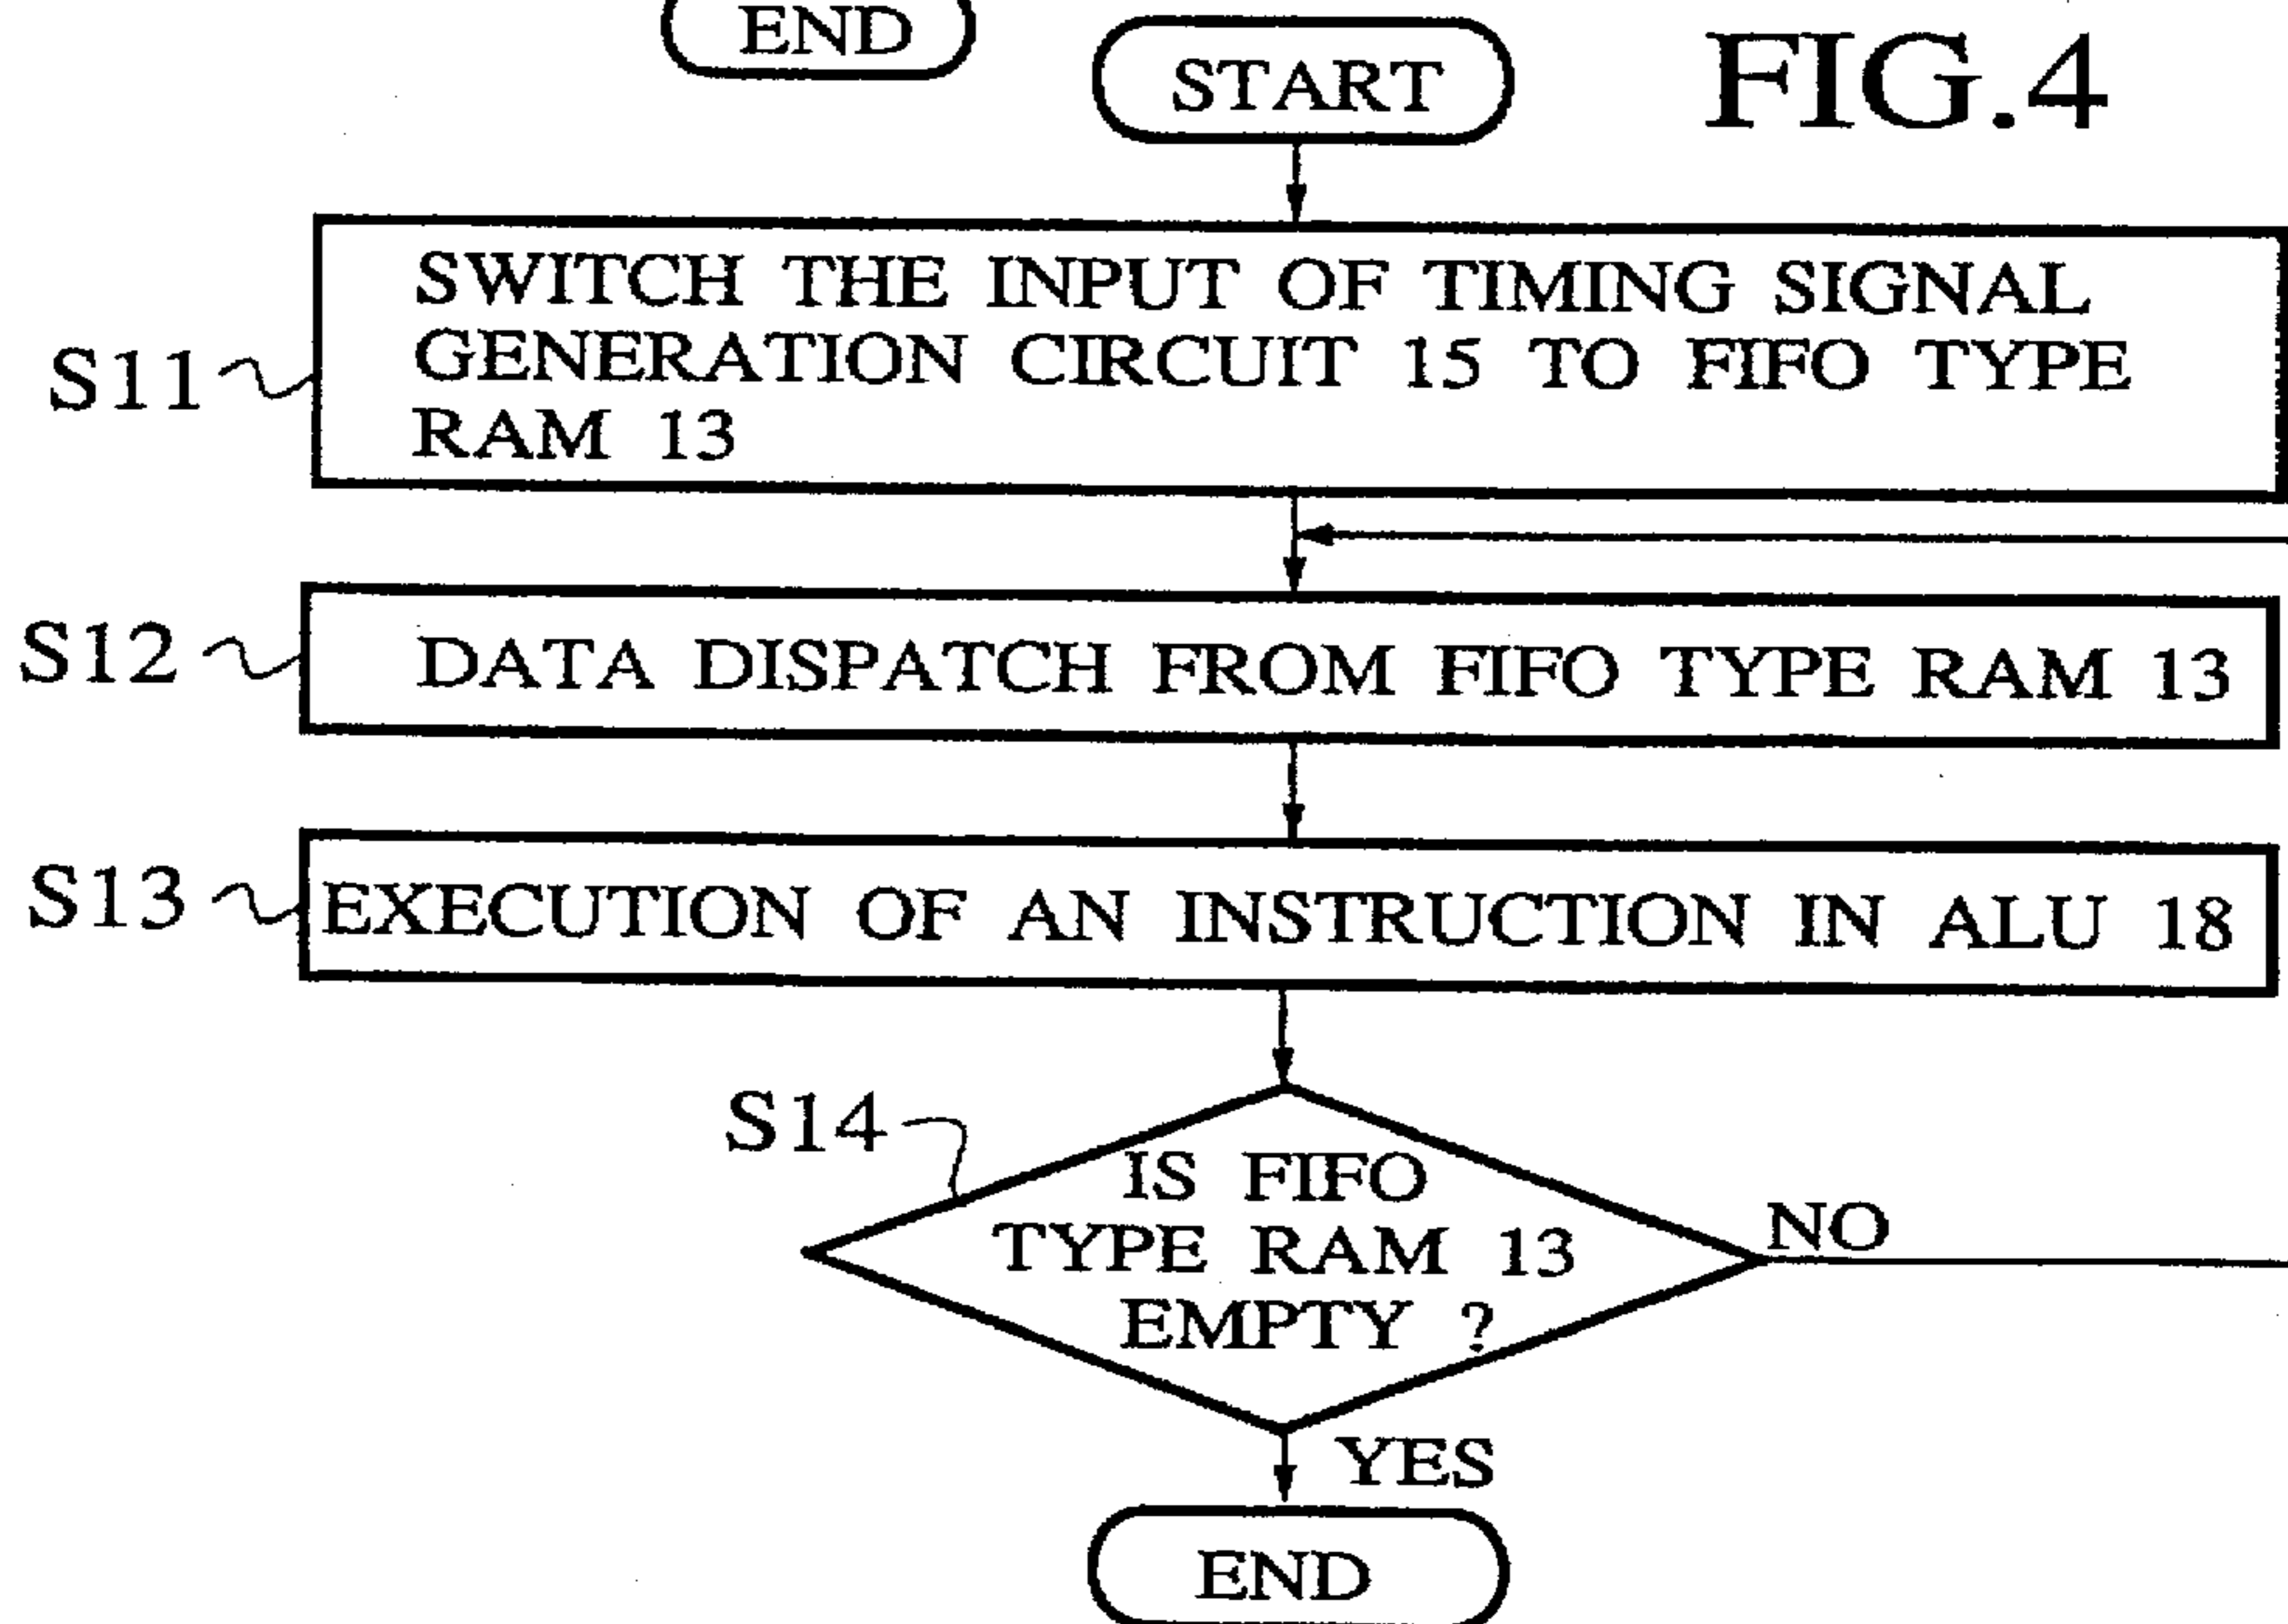 END
START
FIG.4
SWITCH THE INPUT OF TIMING SIGNAL
GENERATION CIRCUIT 15 TO FIFO TYPE
RAM 13
S11
S12
DATA DISPATCH FROM FIFO TYPE RAM 13
S13
EXECUTION OF AN INSTRUCTION IN ALU 18
S14
IS FIFO
TYPE RAM 13
EMPTY ?
NO
YES
END